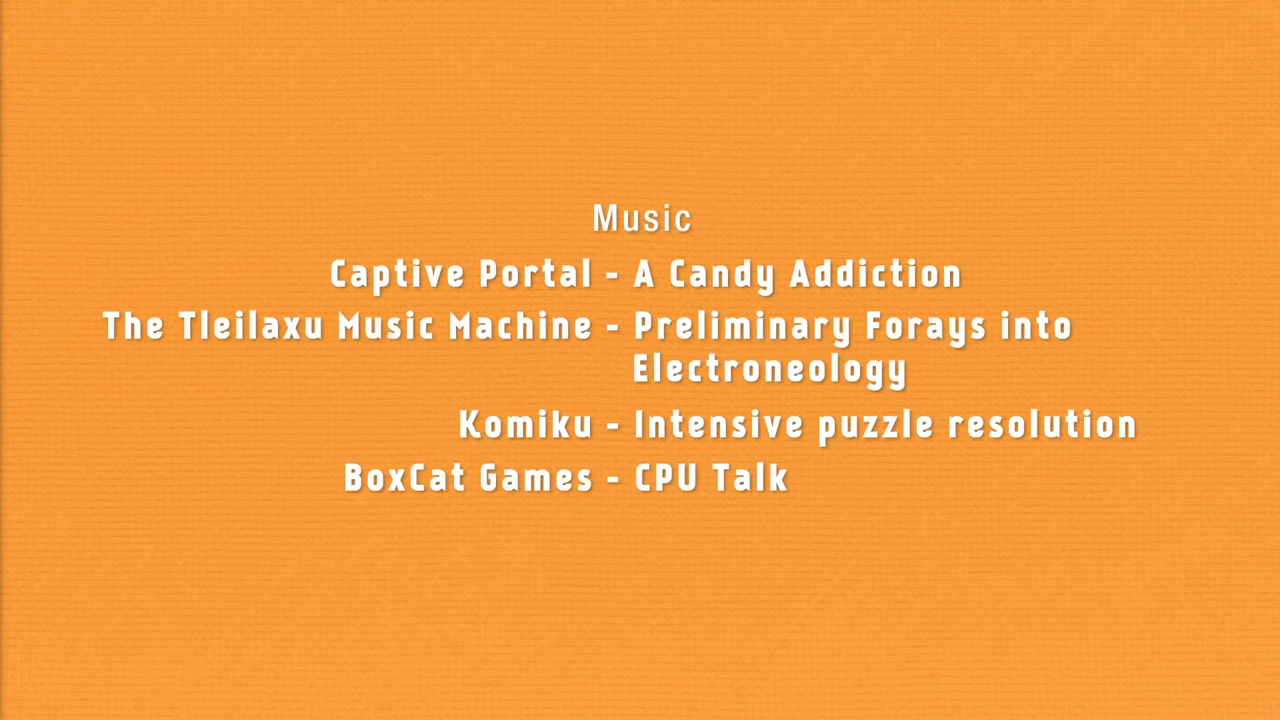 Music
Captive Portal - A Candy Addiction
The Tleilaxu Music Machine - Preliminary Forays into
Electroneology
Komiku - Intensive puzzle resolution
BoxCat Games - CPU Talk